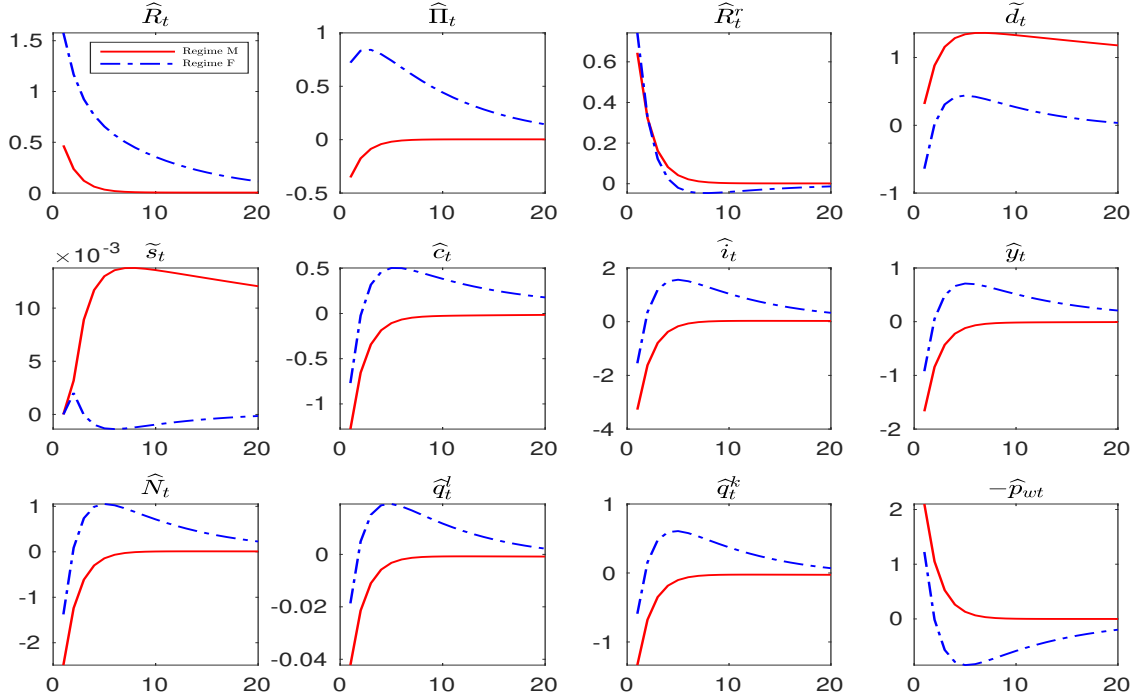 R̂_t Π̂_t R̂^r_t d̃_t
1.5 1 0.5 0 0 10 20
Regime M
Regime F
1 0.5 0 -0.5 0 10 20
0.6 0.4 0.2 0 0 10 20
1 0 -1 0 10 20
s̃_t ĉ_t î_t ŷ_t
×10^-3
10 5 0 0 10 20
0.5 0 -0.5 -1 0 10 20
2 0 -2 -4 0 10 20
1 0 -1 -2 0 10 20
N̂_t q̂^l_t q̂^k_t −p̂_wt
1 0 -1 -2 0 10 20
0 -0.02 -0.04 0 10 20
1 0 -1 0 10 20
2 1 0 0 10 20